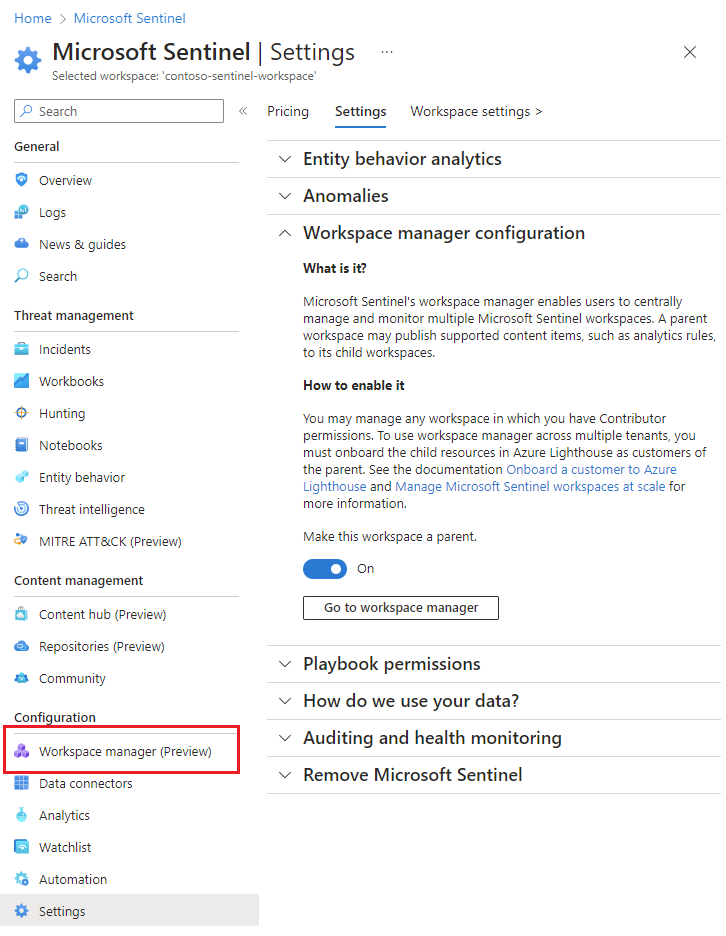 Home > Microsoft Sentinel
Microsoft Sentinel | Settings ...
Selected workspace: 'contoso-sentinel-workspace'
Search
«
General
Overview
Logs
News & guides
Search
Threat management
Incidents
Workbooks
Hunting
Notebooks
Entity behavior
Threat intelligence
MITRE ATT&CK (Preview)
Content management
Content hub (Preview)
Repositories (Preview)
Community
Configuration
Workspace manager (Preview)
Data connectors
Analytics
Watchlist
Automation
Settings
Pricing Settings Workspace settings >
Entity behavior analytics
Anomalies
Workspace manager configuration
What is it?
Microsoft Sentinel's workspace manager enables users to centrally
manage and monitor multiple Microsoft Sentinel workspaces. A parent
workspace may publish supported content items, such as analytics rules,
to its child workspaces.
How to enable it
You may manage any workspace in which you have Contributor
permissions. To use workspace manager across multiple tenants, you
must onboard the child resources in Azure Lighthouse as customers of
the parent. See the documentation Onboard a customer to Azure
Lighthouse and Manage Microsoft Sentinel workspaces at scale for
more information.
Make this workspace a parent.
On
Go to workspace manager
Playbook permissions
How do we use your data?
Auditing and health monitoring
Remove Microsoft Sentinel